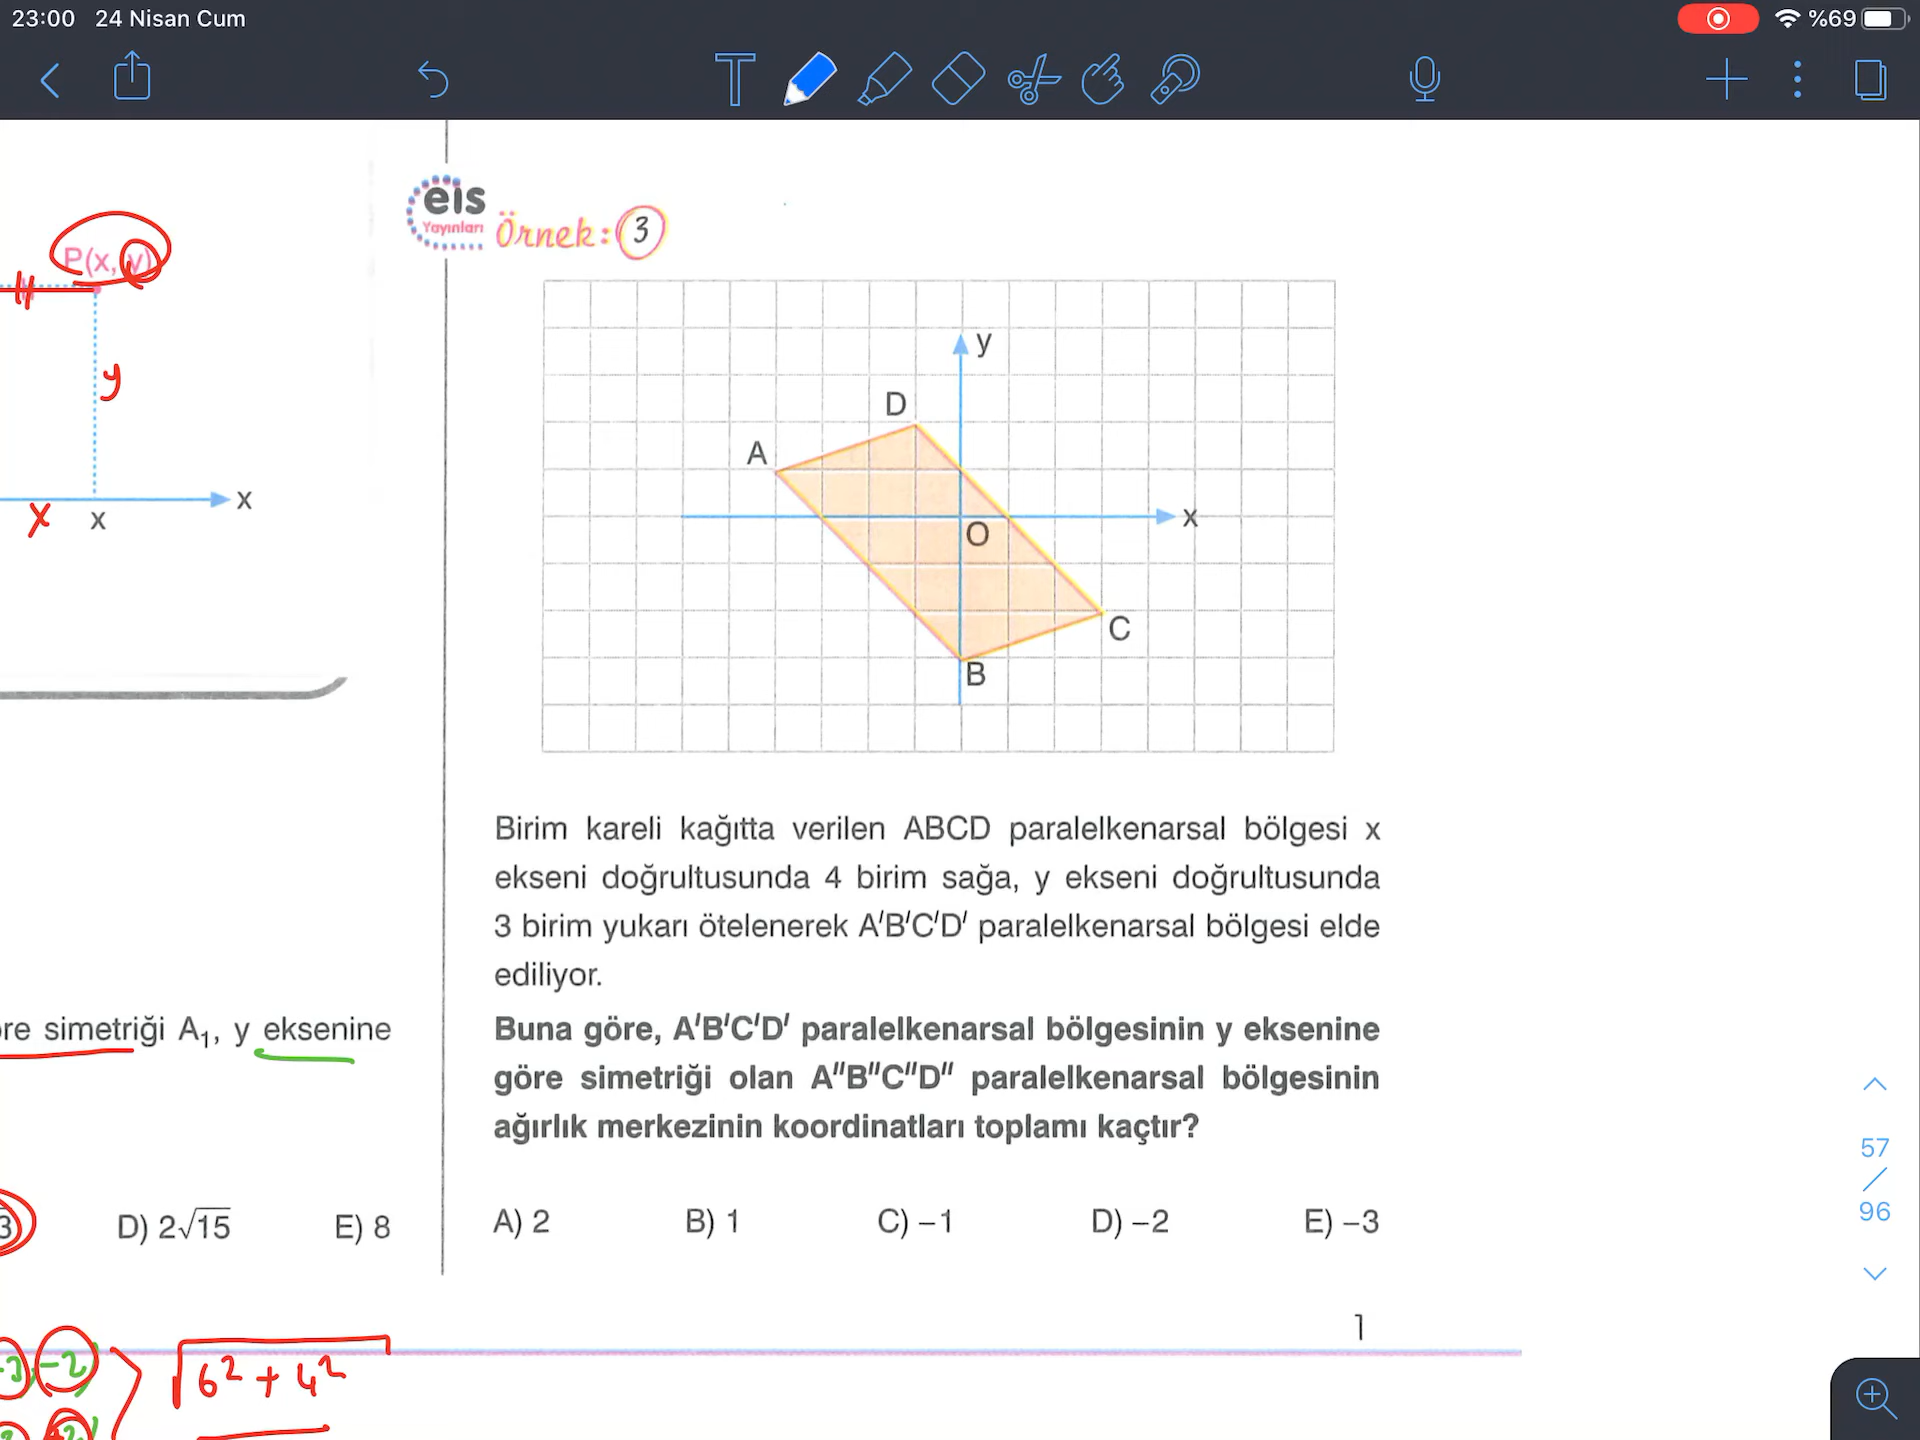 23:00 24 Nisan Cum
%69
P(x, y)
y
x
x
x
re simetriği A₁, y eksenine
3
D) 2√15
E) 8
-2
√6² + 4²
eis
Yayınları
Örnek: 3
y
D
A
x
O
C
B
Birim kareli kağıtta verilen ABCD paralelkenarsal bölgesi x
ekseni doğrultusunda 4 birim sağa, y ekseni doğrultusunda
3 birim yukarı ötelenerek A'B'C'D' paralelkenarsal bölgesi elde
ediliyor.
Buna göre, A'B'C'D' paralelkenarsal bölgesinin y eksenine
göre simetriği olan A"B"C"D" paralelkenarsal bölgesinin
ağırlık merkezinin koordinatları toplamı kaçtır?
A) 2 B) 1 C) −1 D) −2 E) −3
1
57
/
96